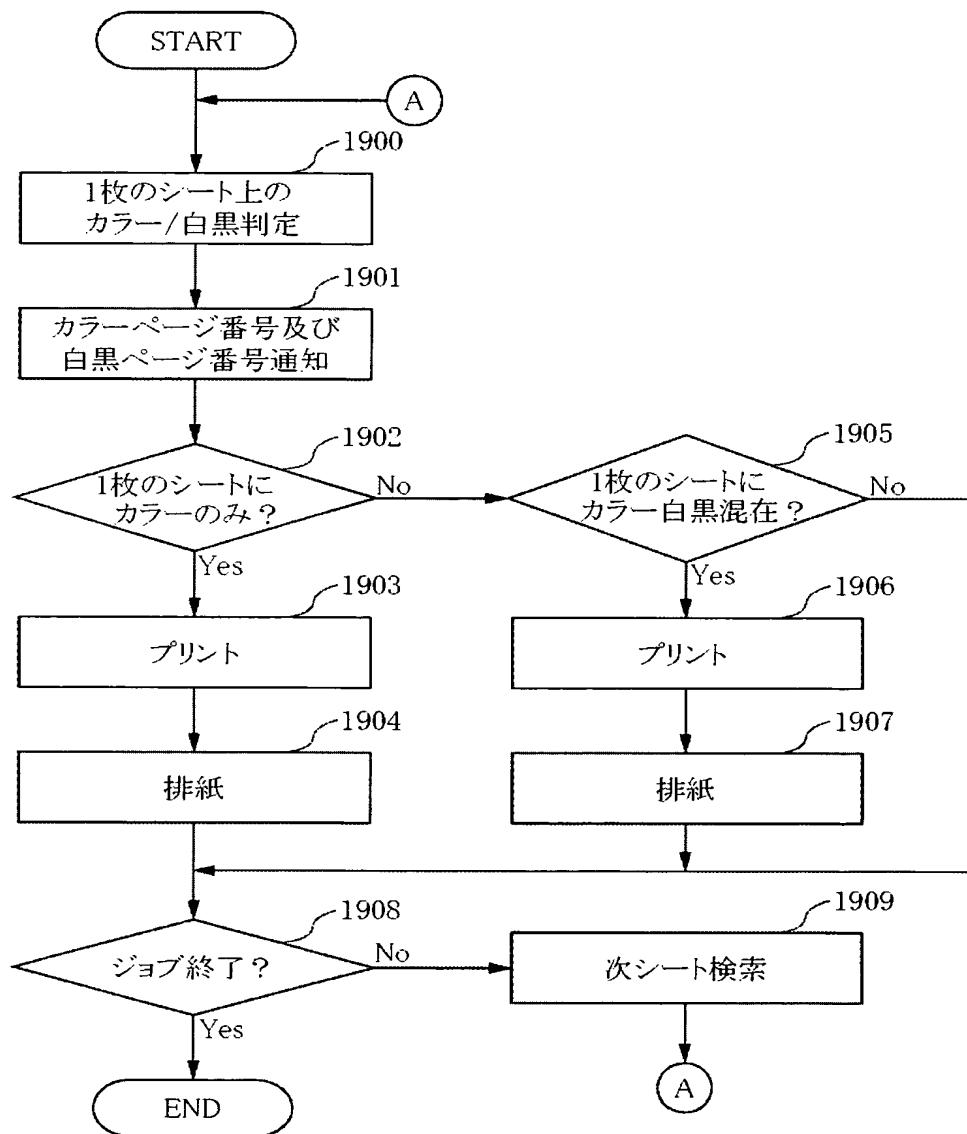 START
A
1900
1枚のシート上の
カラー/白黒判定
1901
カラーページ番号及び
白黒ページ番号通知
1902
1枚のシートに
カラーのみ？
No
Yes
1905
1枚のシートに
カラー白黒混在？
No
Yes
1903
プリント
1906
プリント
1904
排紙
1907
排紙
1908
ジョブ終了？
No
Yes
1909
次シート検索
END
A